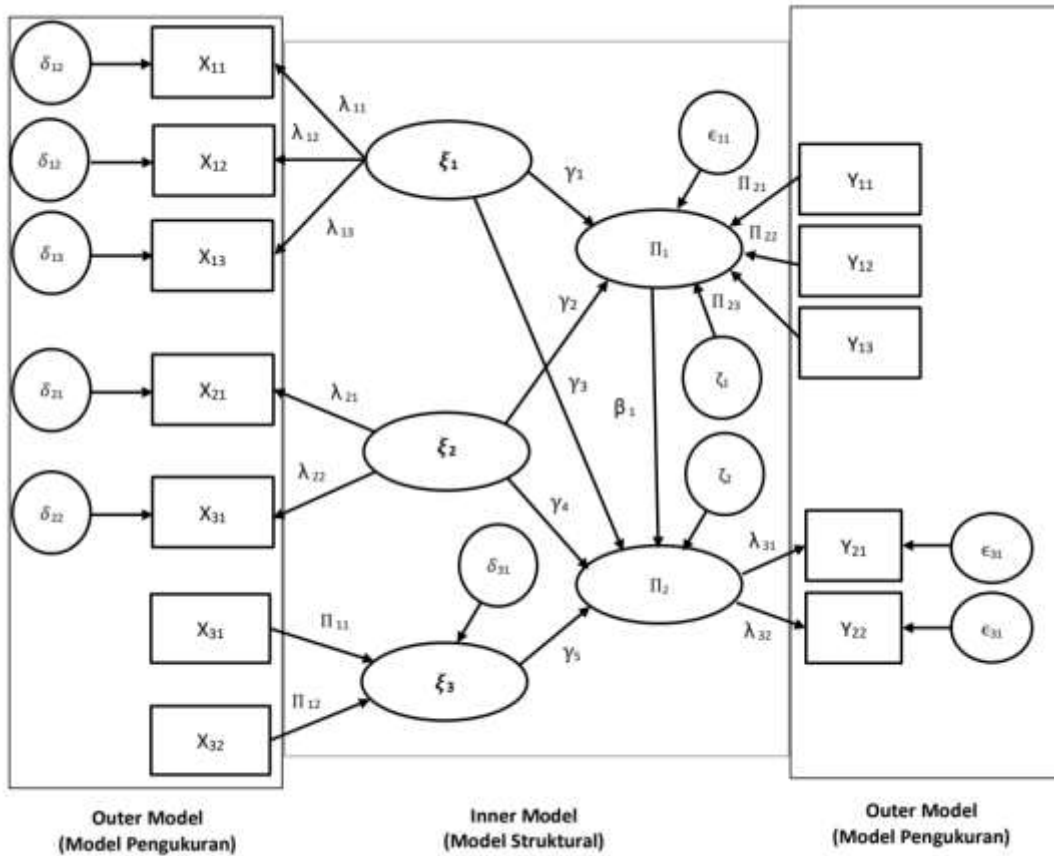 δ₁₂
X₁₁
λ₁₁
δ₁₂
X₁₂
λ₁₂
ξ₁
ϵ₁₁
γ₁
Π₂₁
Y₁₁
δ₁₃
X₁₃
λ₁₃
Π₁
Π₂₂
Y₁₂
γ₂
Π₂₃
Y₁₃
δ₂₁
X₂₁
λ₂₁
γ₃
β₁
ζ₁
ξ₂
ζ₂
δ₂₂
X₃₁
λ₂₂
γ₄
λ₃₁
Y₂₁
ϵ₃₁
δ₃₁
Π₂
X₃₁
Π₁₁
λ₃₂
Y₂₂
ϵ₃₁
ξ₃
γ₅
Π₁₂
X₃₂
Outer Model
(Model Pengukuran)
Inner Model
(Model Struktural)
Outer Model
(Model Pengukuran)